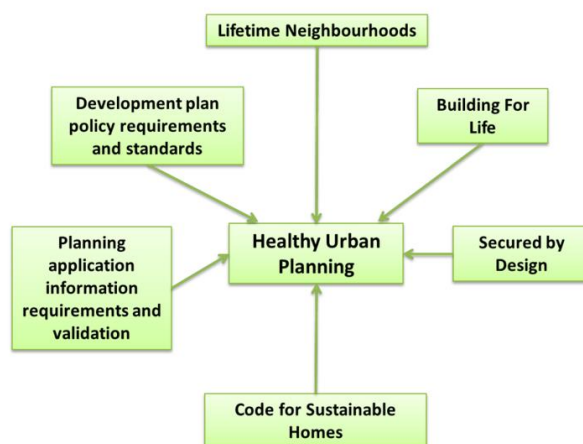 Lifetime Neighbourhoods
Development plan
policy requirements
and standards
Building For
Life
Planning
application
information
requirements and
validation
Healthy Urban
Planning
Secured by
Design
Code for Sustainable
Homes